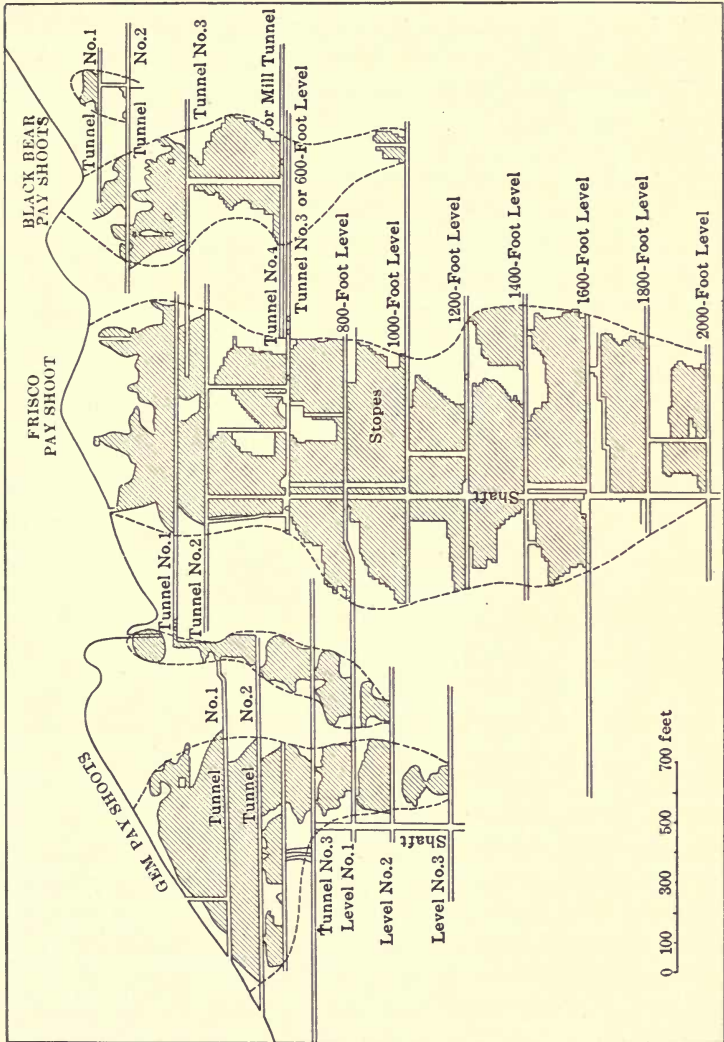 GEM PAY SHOOTS
FRISCO
PAY SHOOT
BLACK BEAR
PAY SHOOTS
Tunnel No.1
Tunnel No.2
Tunnel No.3
Tunnel No.4 or Mill Tunnel
Tunnel No.3 or 600-Foot Level
800-Foot Level
1000-Foot Level
1200-Foot Level
1400-Foot Level
1600-Foot Level
1800-Foot Level
2000-Foot Level
Tunnel No.1
Tunnel No.2
Stopes
Shaft
Tunnel No.1
Tunnel No.2
Tunnel No.3
Level No.1
Level No.2
Level No.3
Shaft
0 100 300 500 700 feet